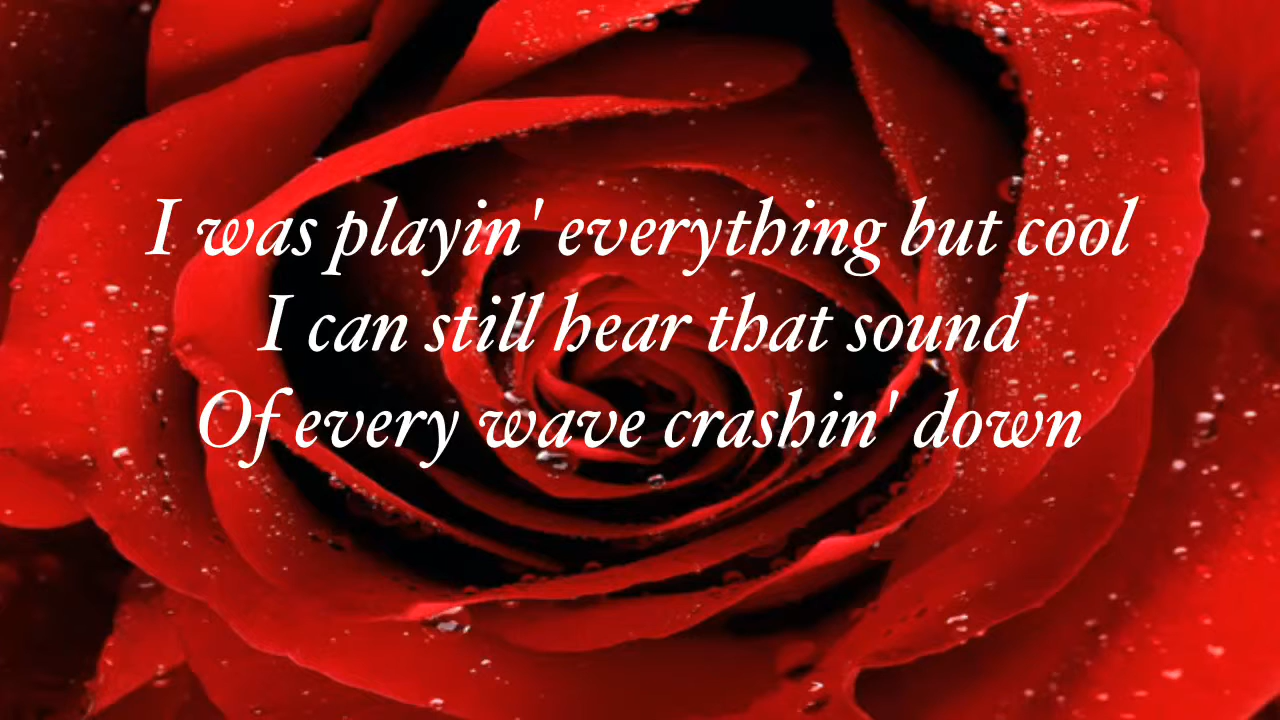 I was playin' everything but cool
I can still hear that sound
Of every wave crashin' down